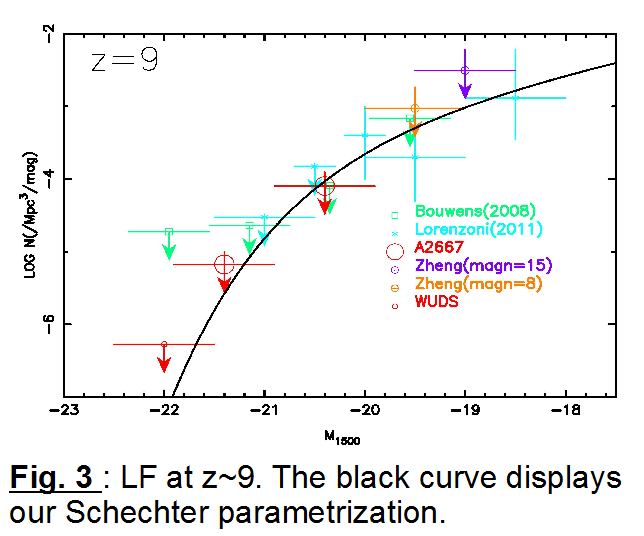 z=9
LOG N(/Mpc³/mag)
-2
-4
-6
Bouwens(2008)
Lorenzoni(2011)
A2667
Zheng(magn=15)
Zheng(magn=8)
WUDS
-23 -22 -21 -20 -19 -18
M1500
Fig. 3 : LF at z~9. The black curve displays
our Schechter parametrization.